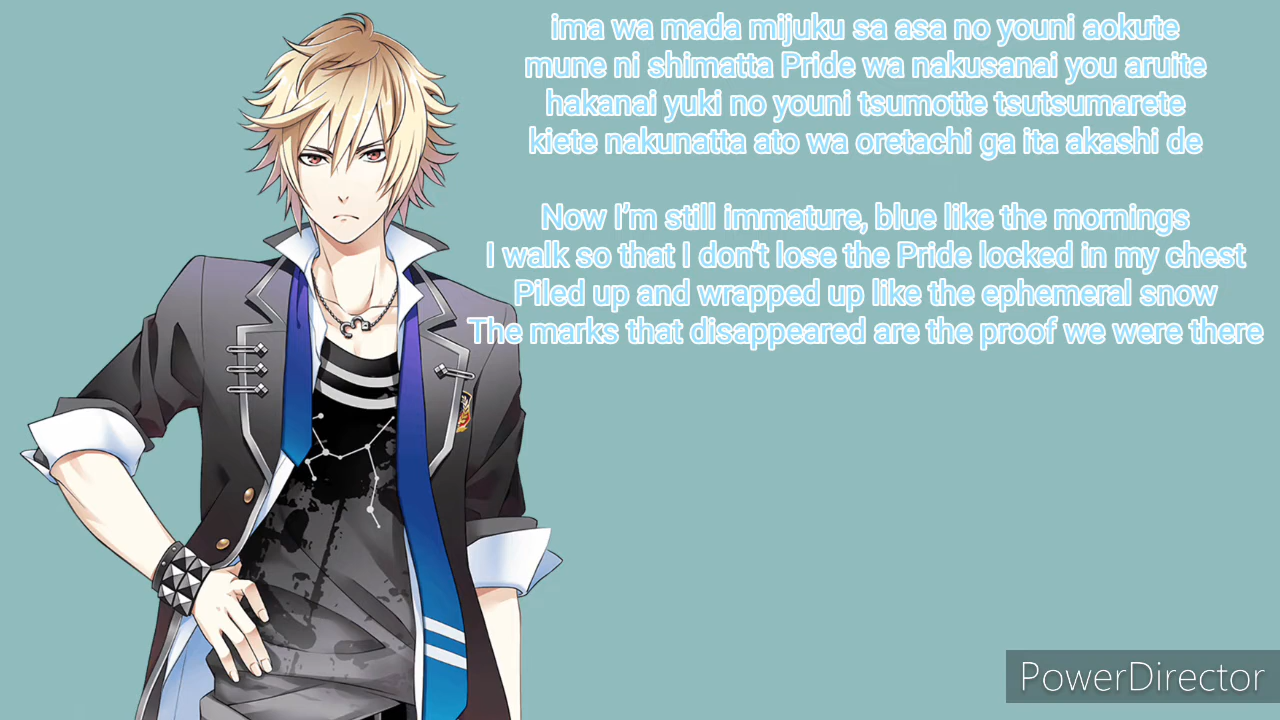 ima wa mada mijuku sa asa no youni aokute
mune ni shimatta Pride wa nakusanai you aruite
hakanai yuki no youni tsumotte tsutsumarete
kiete nakunatta ato wa oretachi ga ita akashi de
Now I’m still immature, blue like the mornings
I walk so that I don’t lose the Pride locked in my chest
Piled up and wrapped up like the ephemeral snow
The marks that disappeared are the proof we were there
PowerDirector